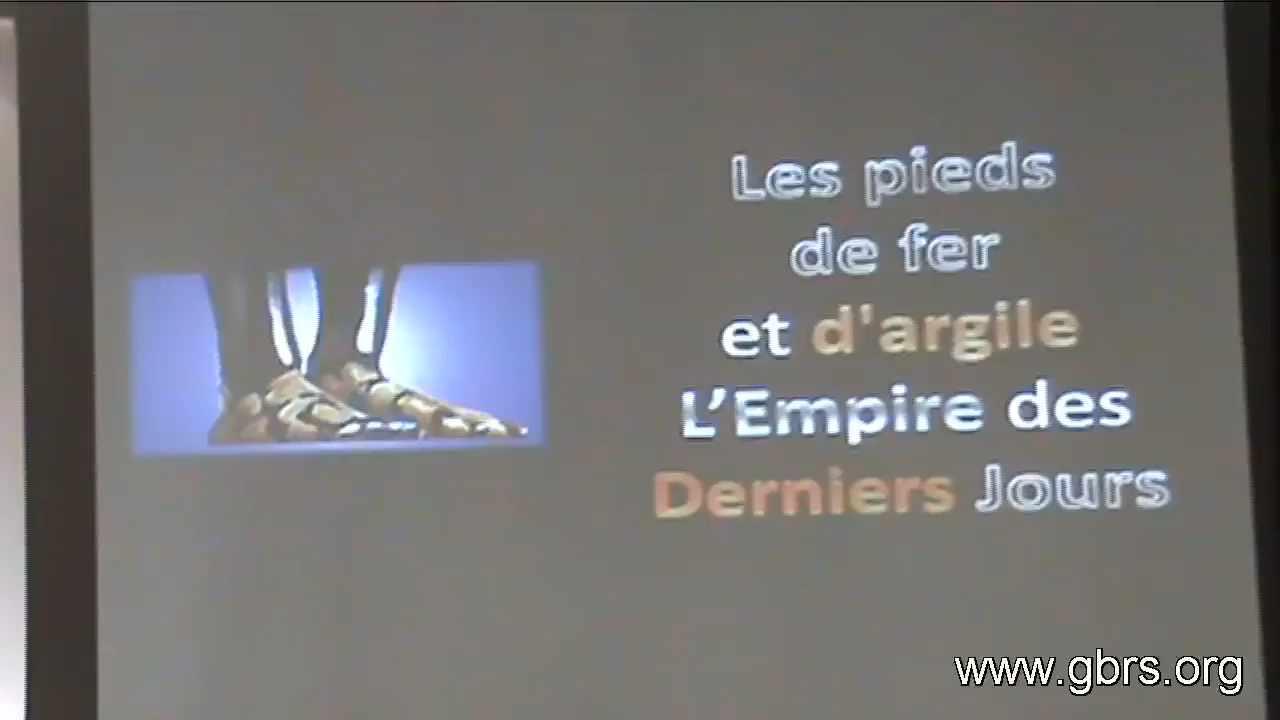 Les pieds
de fer
et d'argile
L’Empire des
Derniers Jours
www.gbrs.org